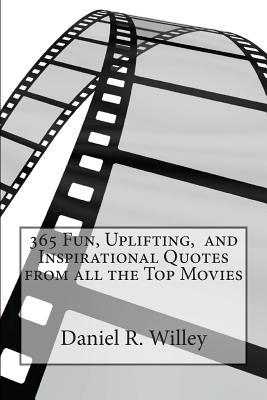 365 Fun, Uplifting, and
Inspirational Quotes
from all the Top Movies
Daniel R. Willey